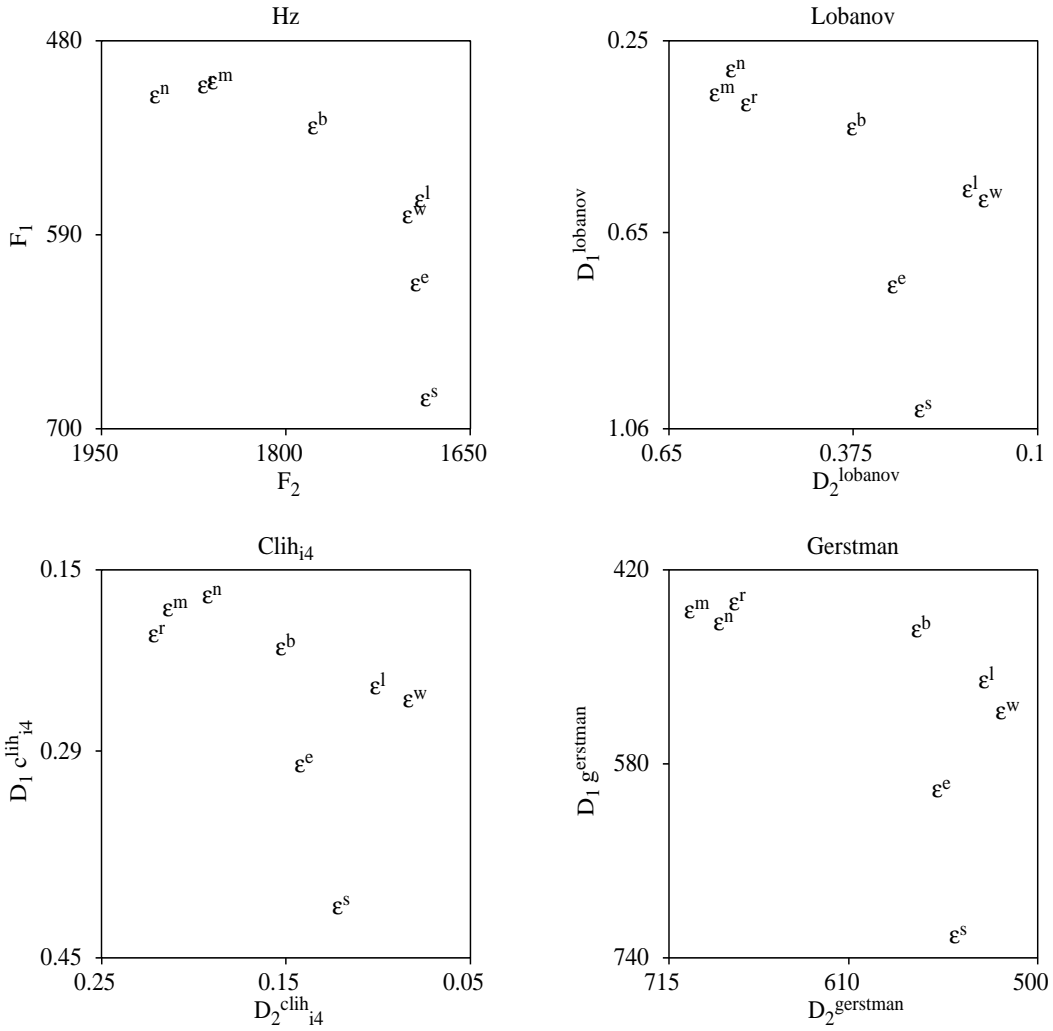 Hz
480
590
700
1950
1800
1650
F₁
F₂
εⁿ
ε
εᵐ
εᵇ
εˡ
εʷ
εᵉ
εˢ
Lobanov
0.25
0.65
1.06
0.65
0.375
0.1
D₁ˡᵒᵇᵃⁿᵒᵛ
D₂ˡᵒᵇᵃⁿᵒᵛ
εⁿ
εᵐ
εʳ
εᵇ
εˡ
εʷ
εᵉ
εˢ
Clihᵢ₄
0.15
0.29
0.45
0.25
0.15
0.05
D₁ cˡⁱʰᵢ₄
D₂ᶜˡⁱʰᵢ₄
εⁿ
εᵐ
εʳ
εᵇ
εˡ
εʷ
εᵉ
εˢ
Gerstman
420
580
740
715
610
500
D₁ gᵉʳˢᵗᵐᵃⁿ
D₂ᵍᵉʳˢᵗᵐᵃⁿ
εʳ
εᵐ
εⁿ
εᵇ
εˡ
εʷ
εᵉ
εˢ